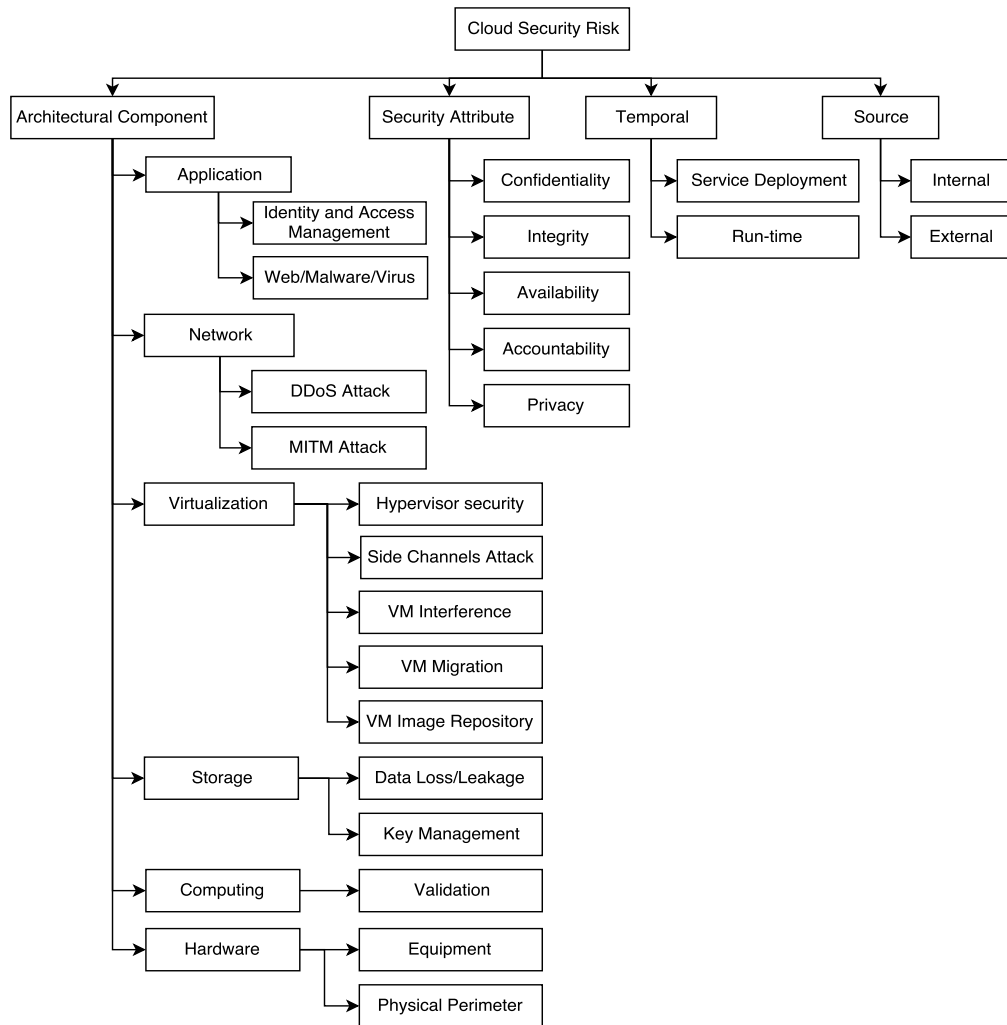 Cloud Security Risk
Architectural Component
Security Attribute
Temporal
Source
Application
Identity and Access
Management
Web/Malware/Virus
Network
DDoS Attack
MITM Attack
Virtualization
Hypervisor security
Side Channels Attack
VM Interference
VM Migration
VM Image Repository
Storage
Data Loss/Leakage
Key Management
Computing
Validation
Hardware
Equipment
Physical Perimeter
Confidentiality
Integrity
Availability
Accountability
Privacy
Service Deployment
Run-time
Internal
External